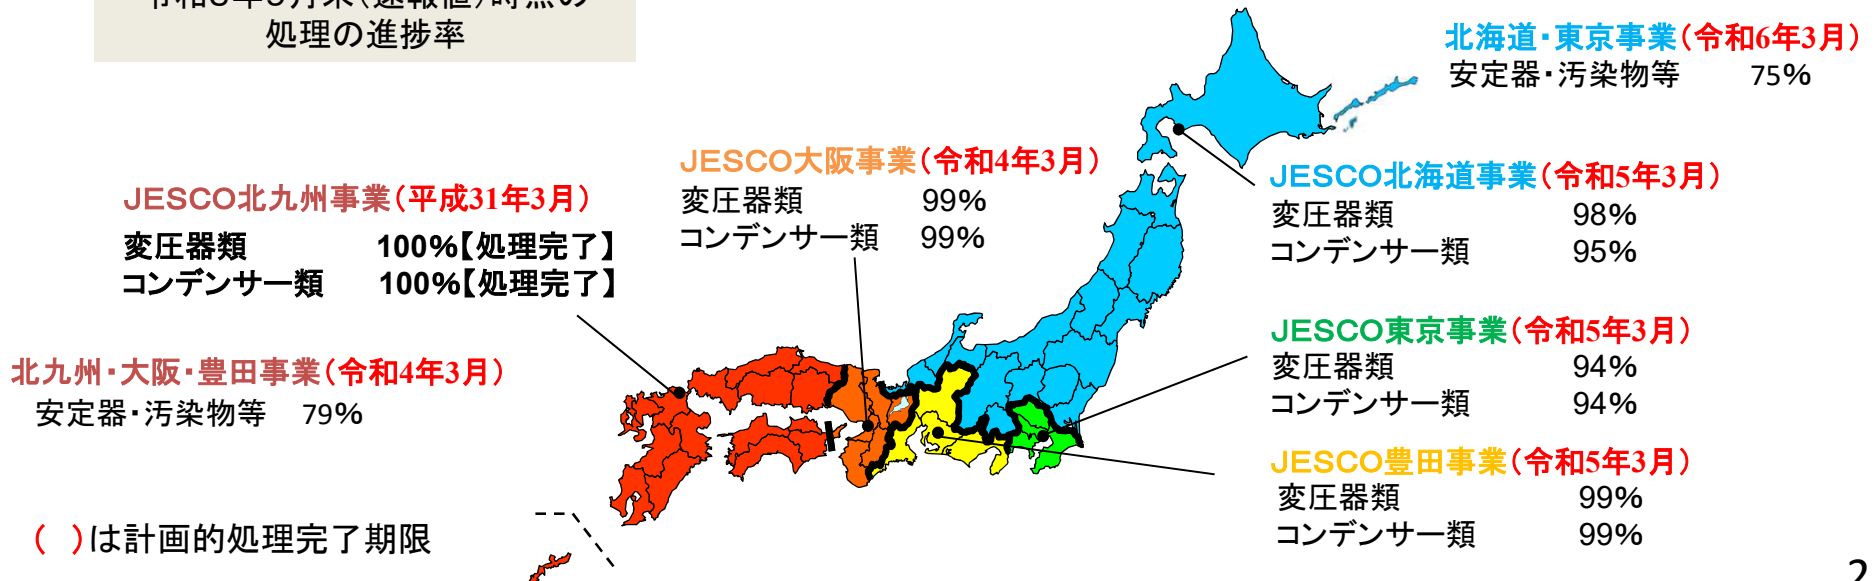 処理の進捗率
北海道・東京事業(令和6年3月)
安定器・汚染物等 75%
JESCO大阪事業(令和4年3月)
変圧器類 99%
コンデンサー類 99%
JESCO北海道事業(令和5年3月)
変圧器類 98%
コンデンサー類 95%
JESCO北九州事業(平成31年3月)
変圧器類 100%【処理完了】
コンデンサー類 100%【処理完了】
JESCO東京事業(令和5年3月)
変圧器類 94%
コンデンサー類 94%
北九州・大阪・豊田事業(令和4年3月)
安定器・汚染物等 79%
JESCO豊田事業(令和5年3月)
変圧器類 99%
コンデンサー類 99%
( )は計画的処理完了期限
2